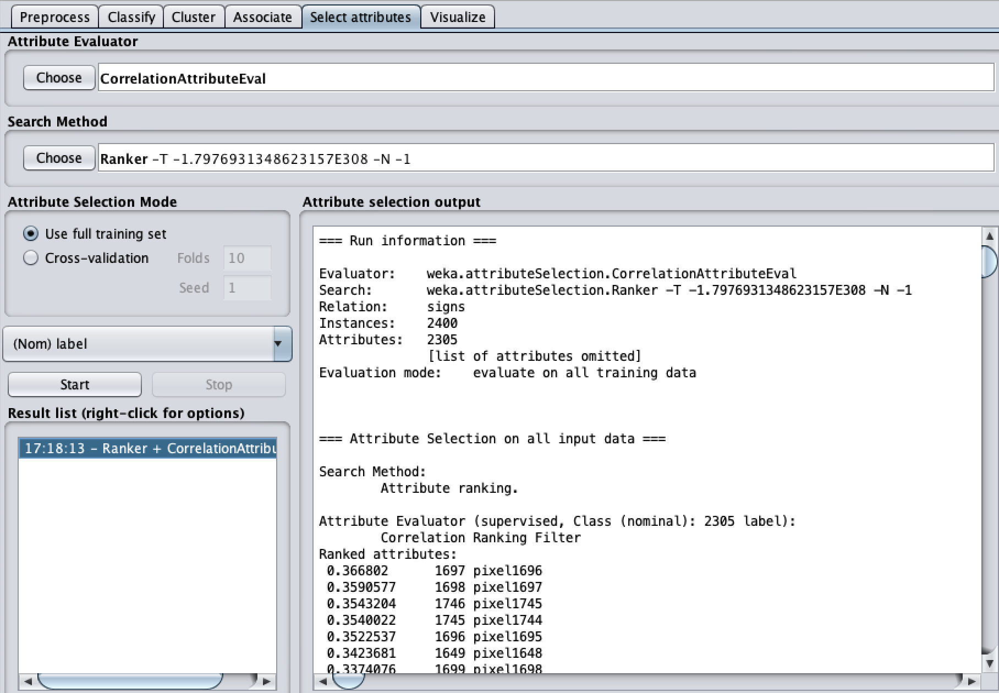 Preprocess Classify Cluster Associate Select attributes Visualize
Attribute Evaluator
Choose CorrelationAttributeEval
Search Method
Choose Ranker -T -1.7976931348623157E308 -N -1
Attribute Selection Mode
Use full training set
Cross-validation Folds 10
Seed 1
(Nom) label
Start Stop
Result list (right-click for options)
17:18:13 - Ranker + CorrelationAttribu
Attribute selection output
=== Run information ===
Evaluator: weka.attributeSelection.CorrelationAttributeEval
Search: weka.attributeSelection.Ranker -T -1.7976931348623157E308 -N -1
Relation: signs
Instances: 2400
Attributes: 2305
[list of attributes omitted]
Evaluation mode: evaluate on all training data
=== Attribute Selection on all input data ===
Search Method:
Attribute ranking.
Attribute Evaluator (supervised, Class (nominal): 2305 label):
Correlation Ranking Filter
Ranked attributes:
0.366802 1697 pixel1696
0.3590577 1698 pixel1697
0.3543204 1746 pixel1745
0.3540022 1745 pixel1744
0.3522537 1696 pixel1695
0.3423681 1649 pixel1648
0.3374076 1699 pixel1698